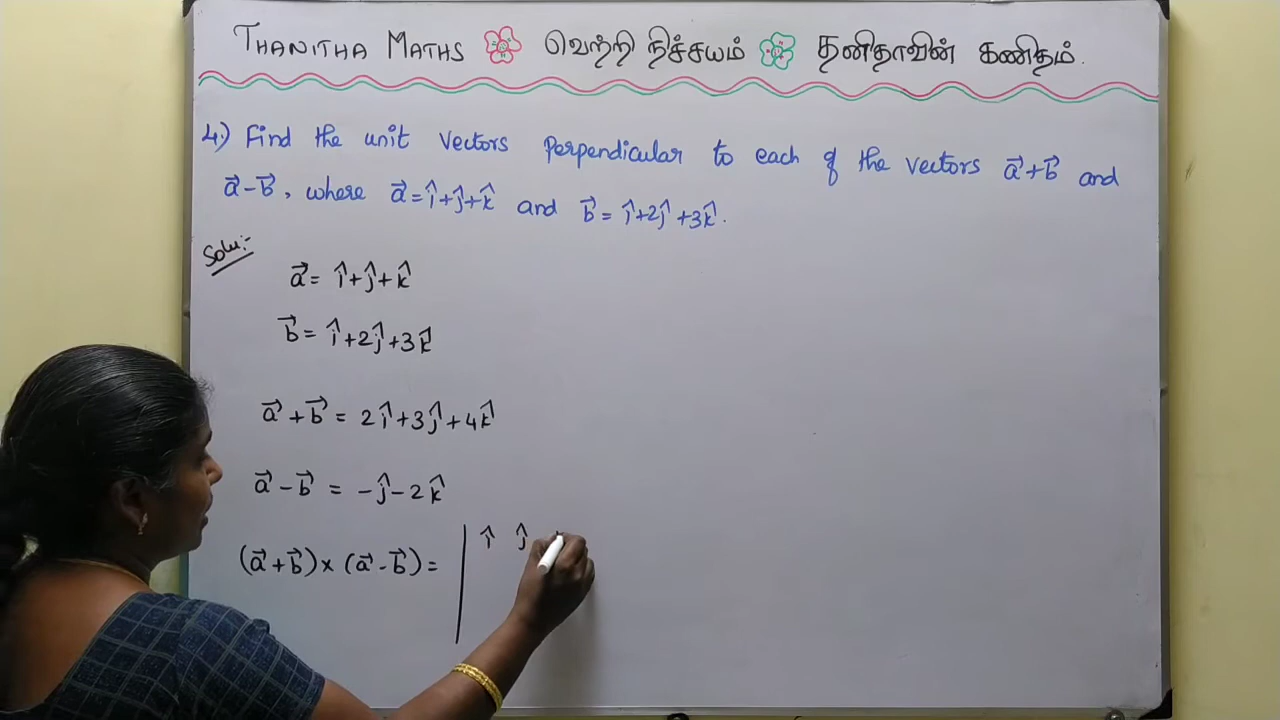 THANITHA MATHS வெற்றி நிச்சயம் தனிதாவின் கணிதம்.
4.) Find the unit vectors perpendicular to each of the vectors a⃗+b⃗ and
a⃗-b⃗, where a⃗=î+ĵ+k̂ and b⃗=î+2ĵ+3k̂.
Solu:-
a⃗= î+ĵ+k̂
b⃗= î+2ĵ+3k̂
a⃗+b⃗ = 2î+3ĵ+4k̂
a⃗-b⃗ = -ĵ-2k̂
(a⃗+b⃗)×(a⃗-b⃗)= | î ĵ